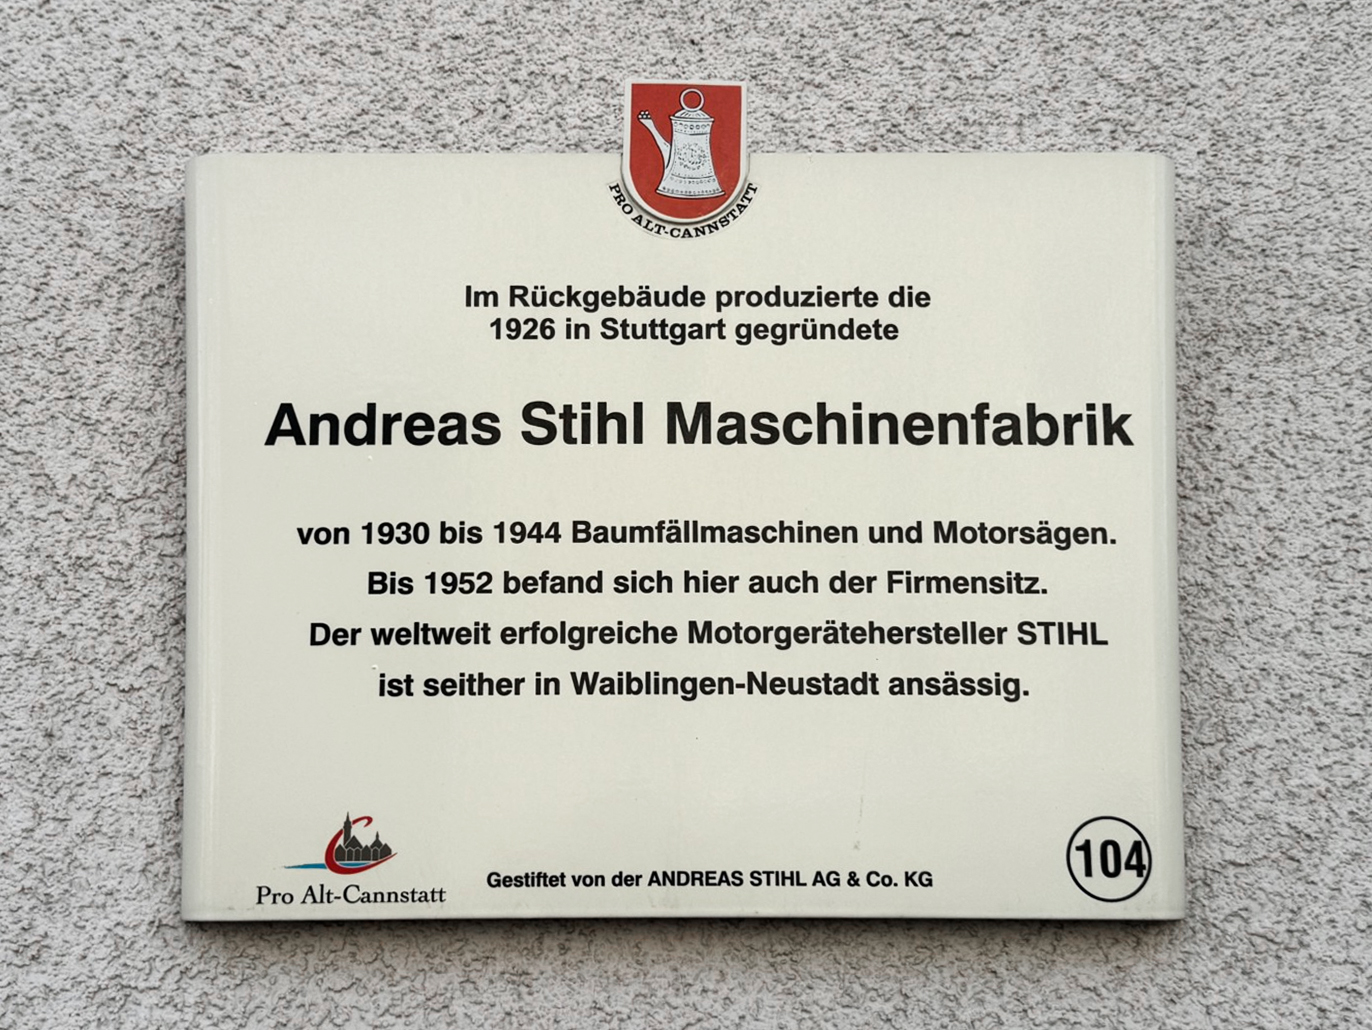 PRO ALT-CANNSTATT
Im Rückgebäude produzierte die
1926 in Stuttgart gegründete
Andreas Stihl Maschinenfabrik
von 1930 bis 1944 Baumfällmaschinen und Motorsägen.
Bis 1952 befand sich hier auch der Firmensitz.
Der weltweit erfolgreiche Motorgerätehersteller STIHL
ist seither in Waiblingen-Neustadt ansässig.
Pro Alt-Cannstatt
Gestiftet von der ANDREAS STIHL AG & Co. KG
104